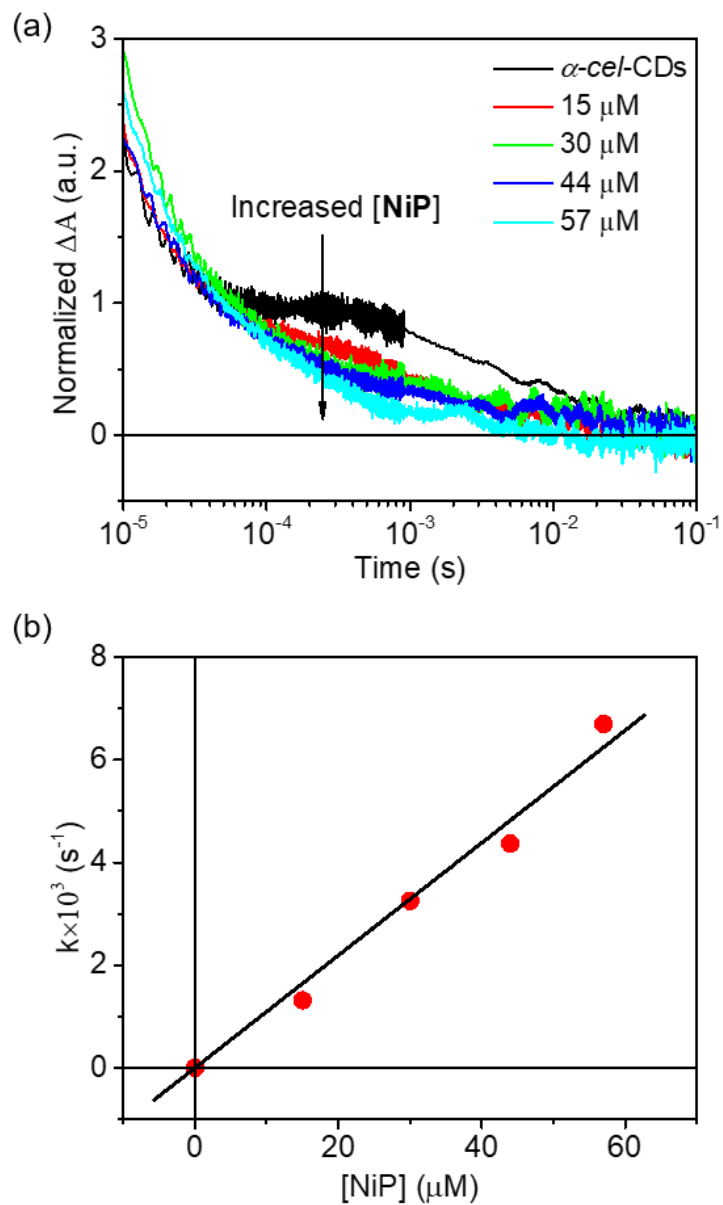 (a)
Normalized ΔA (a.u.)
3
2
1
0
α-cel-CDs
15 μM
30 μM
44 μM
57 μM
Increased [NiP]
10⁻⁵ 10⁻⁴ 10⁻³ 10⁻² 10⁻¹
Time (s)
(b)
k×10³ (s⁻¹)
8
6
4
2
0
0 20 40 60
[NiP] (μM)